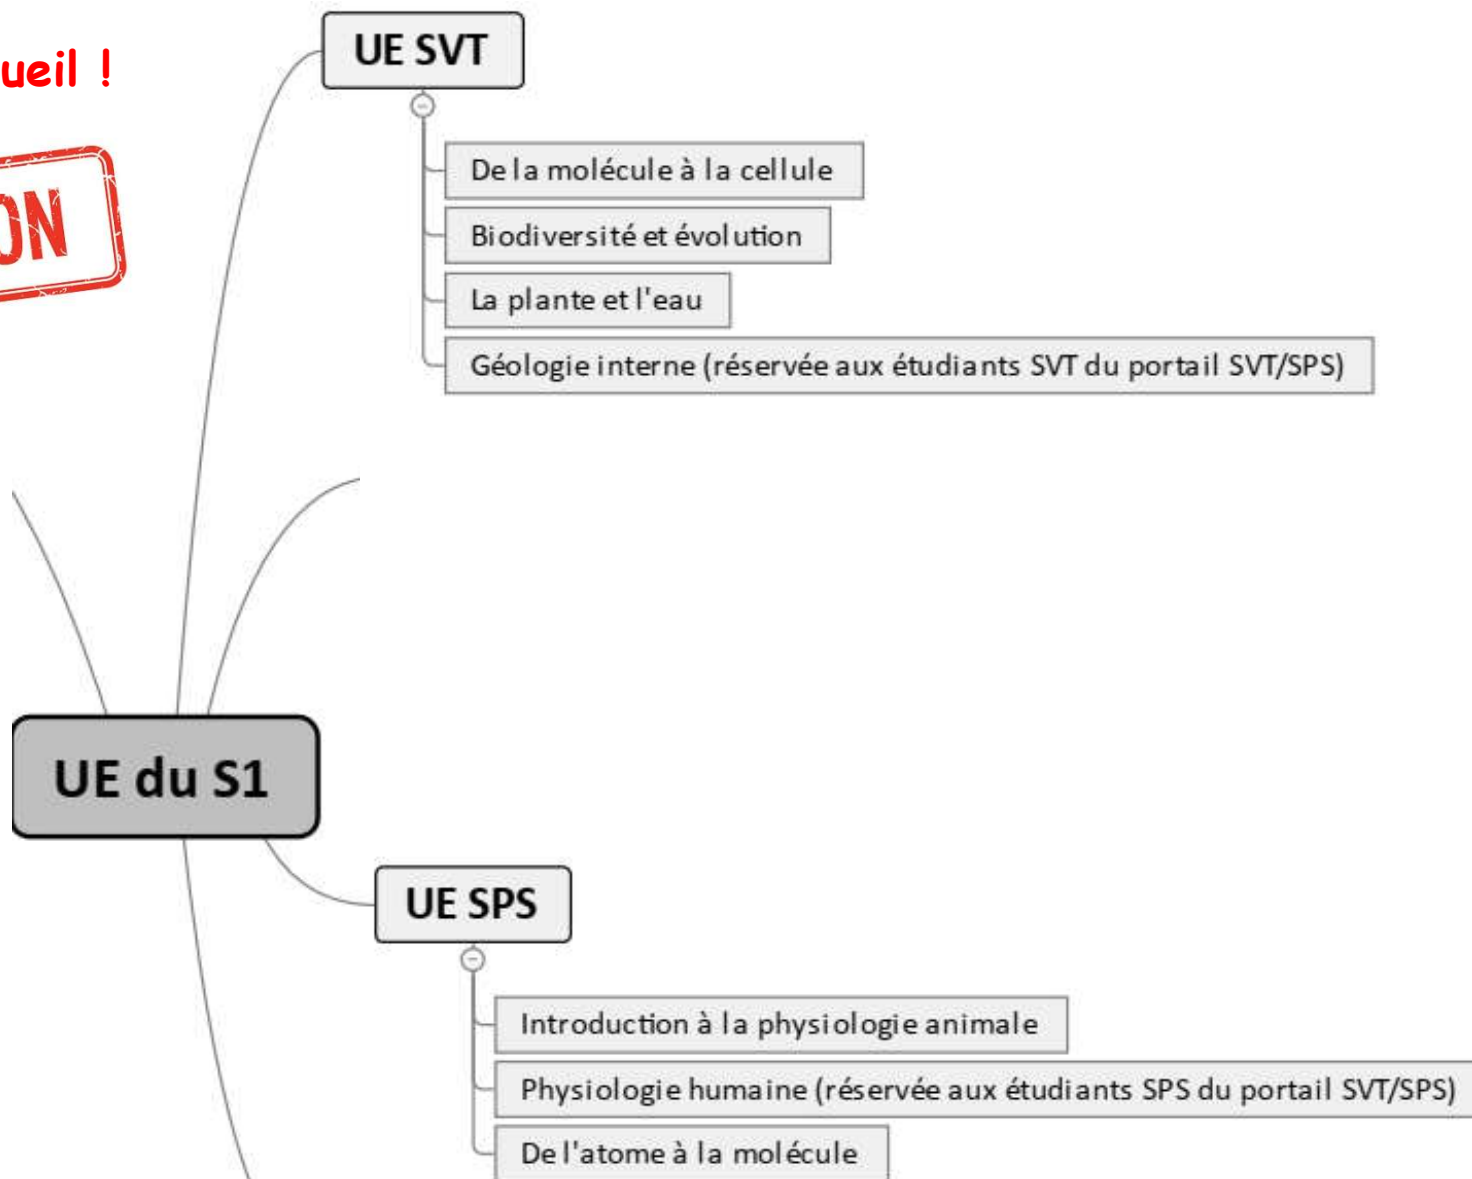 ueil !
ON
UE SVT
De la molécule à la cellule
Biodiversité et évolution
La plante et l'eau
Géologie interne (réservée aux étudiants SVT du portail SVT/SPS)
UE du S1
UE SPS
Introduction à la physiologie animale
Physiologie humaine (réservée aux étudiants SPS du portail SVT/SPS)
De l'atome à la molécule